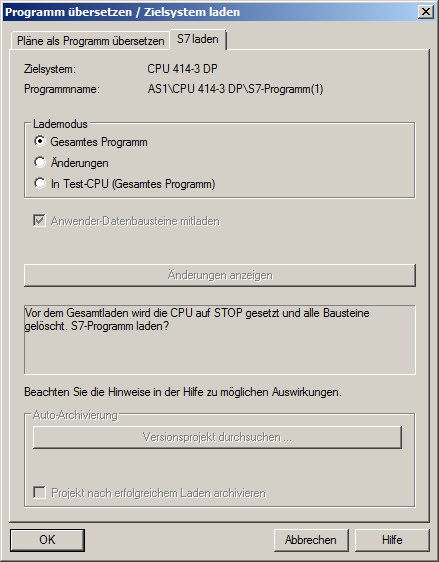 Programm übersetzen / Zielsystem laden
Pläne als Programm übersetzen
S7 laden
Zielsystem: CPU 414-3 DP
Programmname: AS1\CPU 414-3 DP\S7-Programm(1)
Lademodus
Gesamtes Programm
Änderungen
In Test-CPU (Gesamtes Programm)
Anwender-Datenbausteine mitladen
Änderungen anzeigen
Vor dem Gesamtladen wird die CPU auf STOP gesetzt und alle Bausteine
gelöscht. S7-Programm laden?
Beachten Sie die Hinweise in der Hilfe zu möglichen Auswirkungen.
Auto-Archivierung
Versionsprojekt durchsuchen ...
Projekt nach erfolgreichem Laden archivieren
OK
Abbrechen
Hilfe